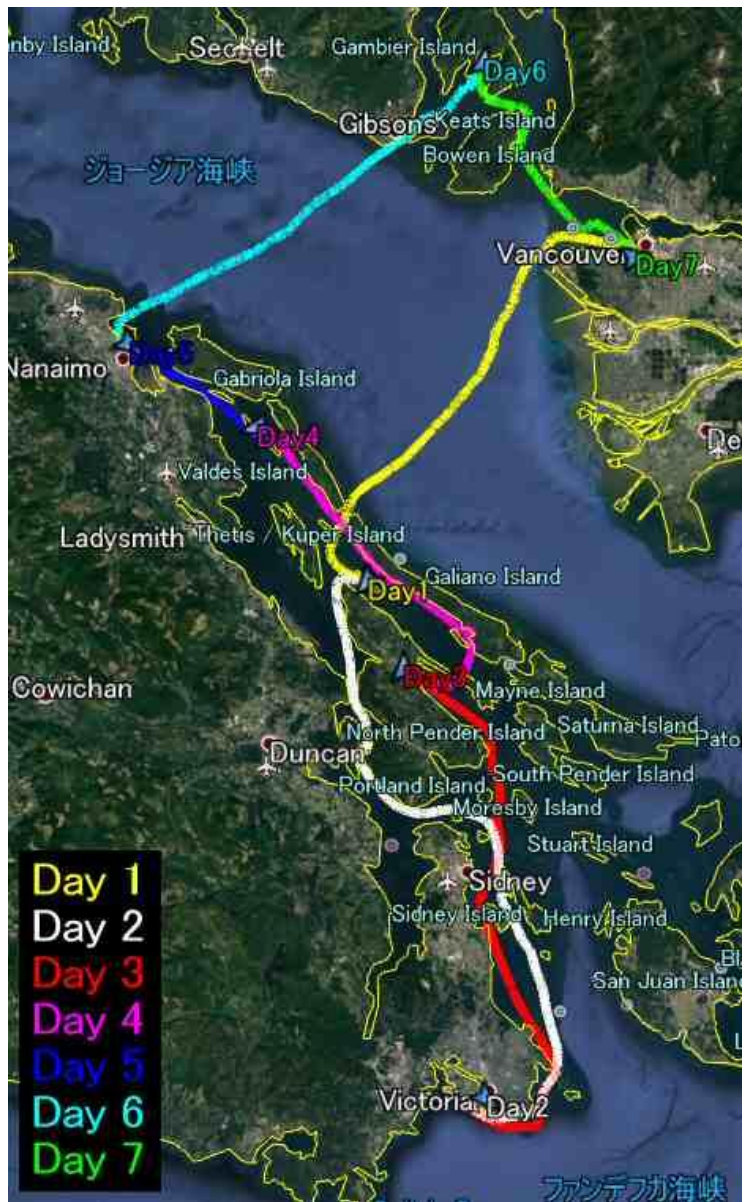 Sechelt
Gambier Island
Day6
Gibsons
Keats Island
Bowen Island
ジョージア海峡
Vancouver
Day7
Nanaimo
Day5
Gabriola Island
Day4
De
Valdes Island
Ladysmith
Thetis / Kuper Island
Galiano Island
Day1
Day3
Cowichan
Mayne Island
North Pender Island
Saturna Island
Pato
Duncan
South Pender Island
Portland Island
Moresby Island
Stuart Island
Sidney
Sidney Island
Henry Island
San Juan Island
Victoria
Day2
ファンデフカ海峡
Day 1
Day 2
Day 3
Day 4
Day 5
Day 6
Day 7